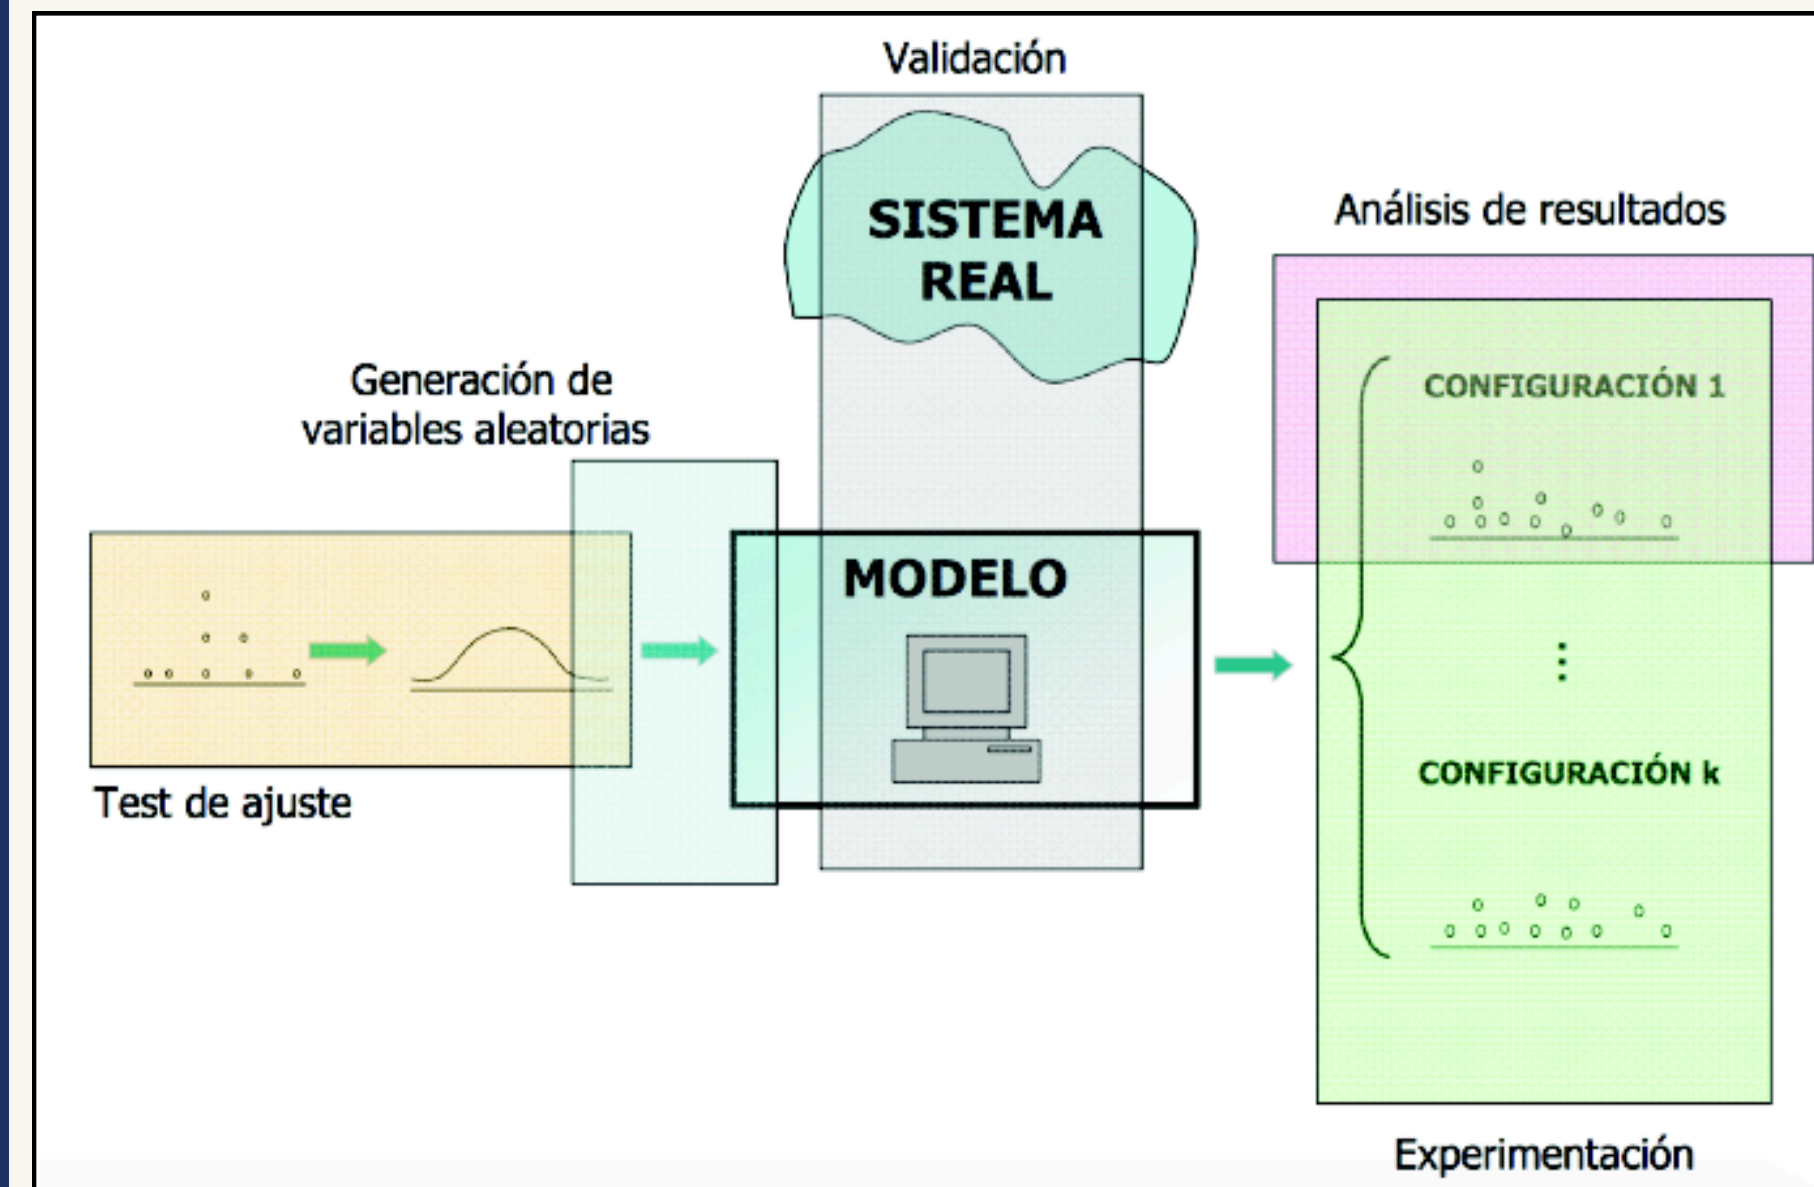 Validación
SISTEMA
REAL
Análisis de resultados
Generación de
variables aleatorias
CONFIGURACIÓN 1
MODELO
CONFIGURACIÓN k
Test de ajuste
Experimentación